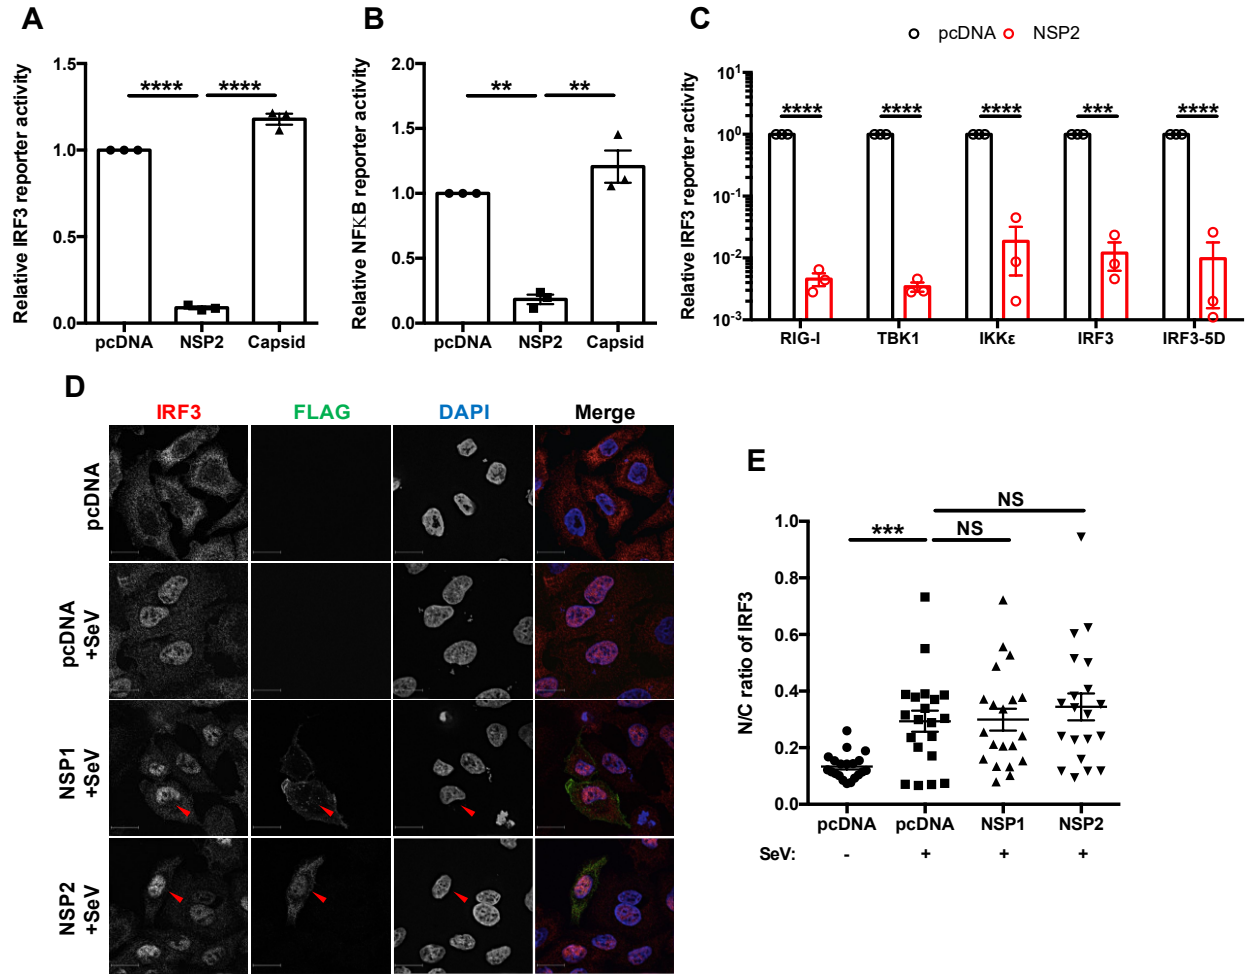 A
Relative IRF3 reporter activity
1.5
1.0
0.5
0.0
**** ****
pcDNA NSP2 Capsid
B
Relative NFκB reporter activity
2.0
1.5
1.0
0.5
0.0
** **
pcDNA NSP2 Capsid
C
pcDNA NSP2
Relative IRF3 reporter activity
10¹
10⁰
10⁻¹
10⁻²
10⁻³
**** **** **** *** ****
RIG-I TBK1 IKKε IRF3 IRF3-5D
D
IRF3 FLAG DAPI Merge
pcDNA
pcDNA
+SeV
NSP1
+SeV
NSP2
+SeV
E
N/C ratio of IRF3
1.0
0.8
0.6
0.4
0.2
0.0
NS
*** NS
pcDNA pcDNA NSP1 NSP2
SeV: - + + +